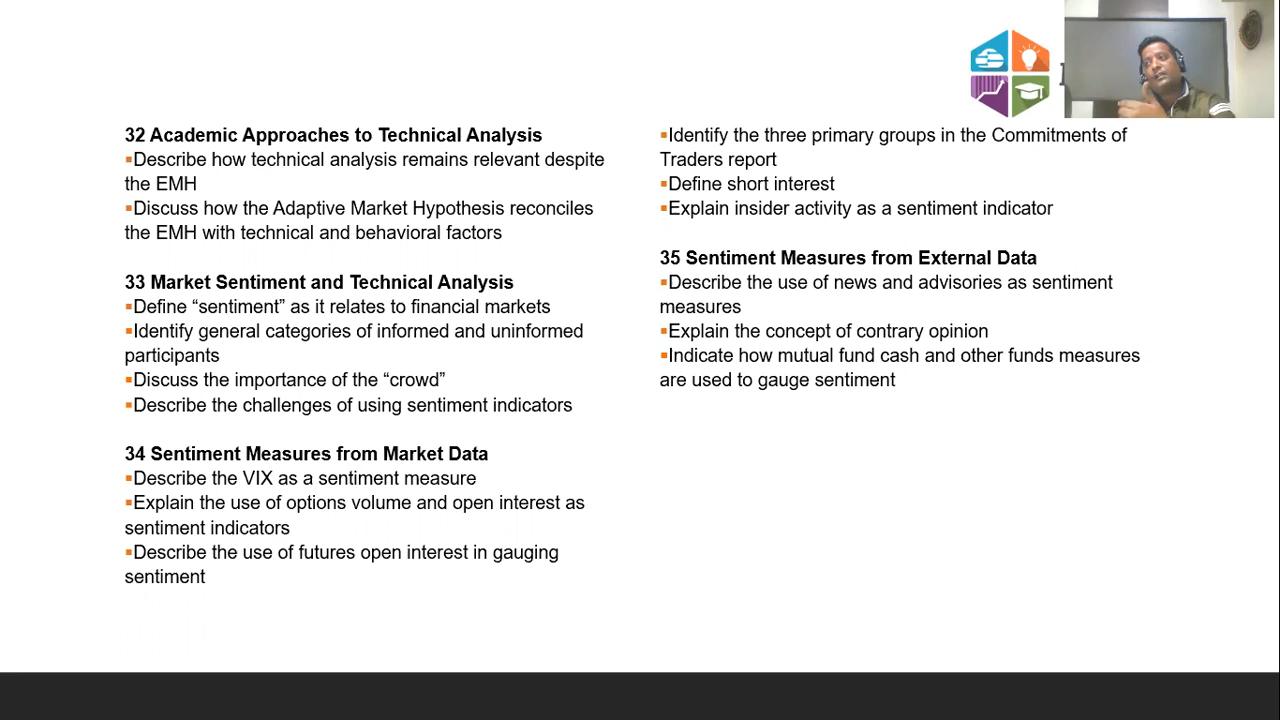 32 Academic Approaches to Technical Analysis
▪Describe how technical analysis remains relevant despite
the EMH
▪Discuss how the Adaptive Market Hypothesis reconciles
the EMH with technical and behavioral factors
33 Market Sentiment and Technical Analysis
▪Define “sentiment” as it relates to financial markets
▪Identify general categories of informed and uninformed
participants
▪Discuss the importance of the “crowd”
▪Describe the challenges of using sentiment indicators
34 Sentiment Measures from Market Data
▪Describe the VIX as a sentiment measure
▪Explain the use of options volume and open interest as
sentiment indicators
▪Describe the use of futures open interest in gauging
sentiment
▪Identify the three primary groups in the Commitments of
Traders report
▪Define short interest
▪Explain insider activity as a sentiment indicator
35 Sentiment Measures from External Data
▪Describe the use of news and advisories as sentiment
measures
▪Explain the concept of contrary opinion
▪Indicate how mutual fund cash and other funds measures
are used to gauge sentiment